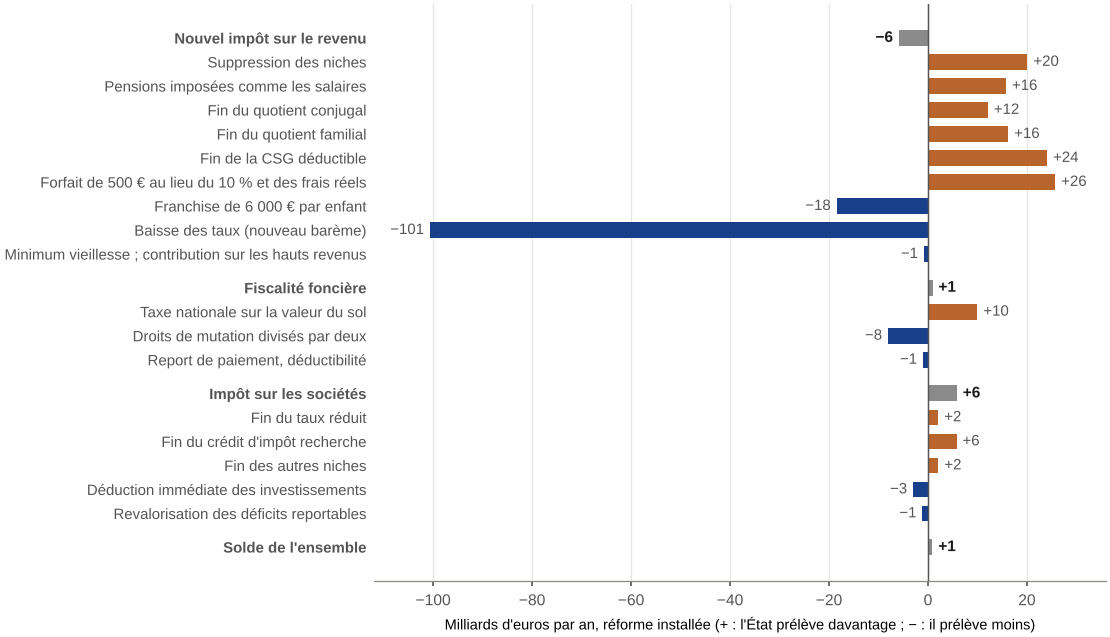 Nouvel impôt sur le revenu −6
Suppression des niches +20
Pensions imposées comme les salaires +16
Fin du quotient conjugal +12
Fin du quotient familial +16
Fin de la CSG déductible +24
Forfait de 500 € au lieu du 10 % et des frais réels +26
Franchise de 6 000 € par enfant −18
Baisse des taux (nouveau barème) −101
Minimum vieillesse ; contribution sur les hauts revenus −1
Fiscalité foncière +1
Taxe nationale sur la valeur du sol +10
Droits de mutation divisés par deux −8
Report de paiement, déductibilité −1
Impôt sur les sociétés +6
Fin du taux réduit +2
Fin du crédit d'impôt recherche +6
Fin des autres niches +2
Déduction immédiate des investissements −3
Revalorisation des déficits reportables −1
Solde de l'ensemble +1
−100 −80 −60 −40 −20 0 20
Milliards d'euros par an, réforme installée (+ : l'État prélève davantage ; − : il prélève moins)